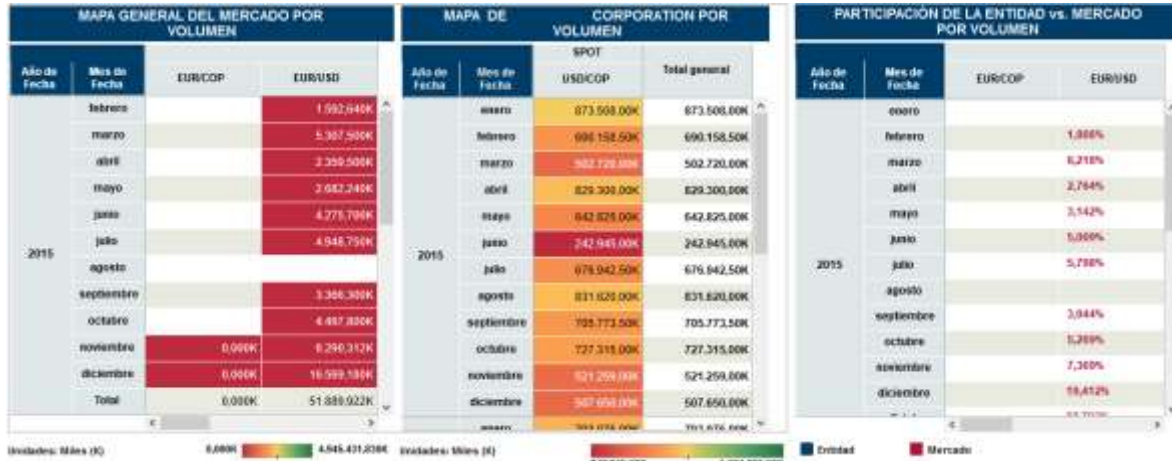 MAPA GENERAL DEL MERCADO POR
VOLUMEN
Año de Fecha Mes de Fecha EUR/COP EUR/USD
2015
febrero 1.592,640K
marzo 5.307,500K
abril 2.359,500K
mayo 2.682,240K
junio 4.275,700K
julio 4.948,750K
agosto
septiembre 3.366,300K
octubre 4.497,800K
noviembre 0,000K 6.290,312K
diciembre 0,000K
Total 0,000K 51.889,922K
Unidades: Miles (K) 0,000K 4.545.431,838K
MAPA DE CORPORATION POR
VOLUMEN
SPOT
Año de Fecha Mes de Fecha USD/COP Total general
2015
enero 873.508,00K 873.508,00K
febrero 690.158,50K 690.158,50K
marzo 502.720,00K 502.720,00K
abril 829.300,00K 829.300,00K
mayo 642.825,00K 642.825,00K
junio 242.945,00K 242.945,00K
julio 676.942,50K 676.942,50K
agosto 831.620,00K 831.620,00K
septiembre 705.773,50K 705.773,50K
octubre 727.315,00K 727.315,00K
noviembre 521.259,00K 521.259,00K
diciembre 507.650,00K 507.650,00K
enero
Unidades: Miles (K)
PARTICIPACIÓN DE LA ENTIDAD vs. MERCADO
POR VOLUMEN
Año de Fecha Mes de Fecha EUR/COP EUR/USD
2015
enero
febrero
marzo 6,218%
abril 2,764%
mayo 3,142%
junio 5,009%
julio 5,798%
agosto
septiembre 3,944%
octubre 5,269%
noviembre 7,369%
diciembre
Entidad Mercado